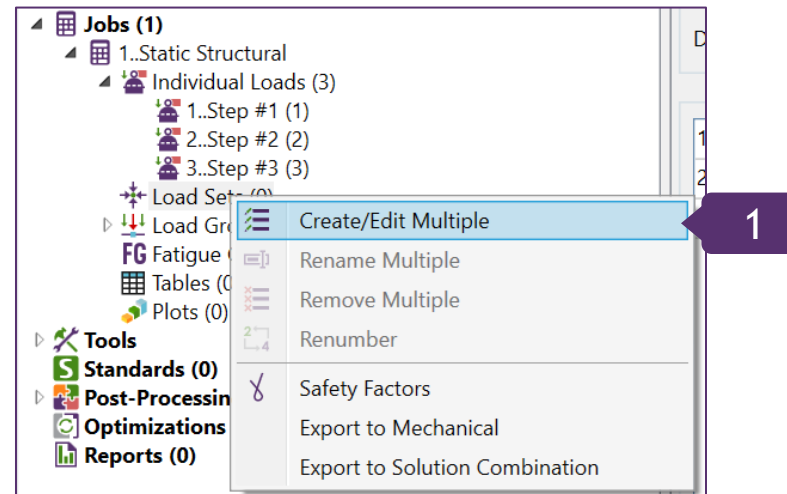 Jobs (1)
1..Static Structural
Individual Loads (3)
1..Step #1 (1)
2..Step #2 (2)
3..Step #3 (3)
Load Sets (0)
Load Gro
FG Fatigue
Tables (0
Plots (0)
Tools
Standards (0)
Post-Processin
Optimizations
Reports (0)
Create/Edit Multiple
Rename Multiple
Remove Multiple
Renumber
Safety Factors
Export to Mechanical
Export to Solution Combination
1
D
1
2